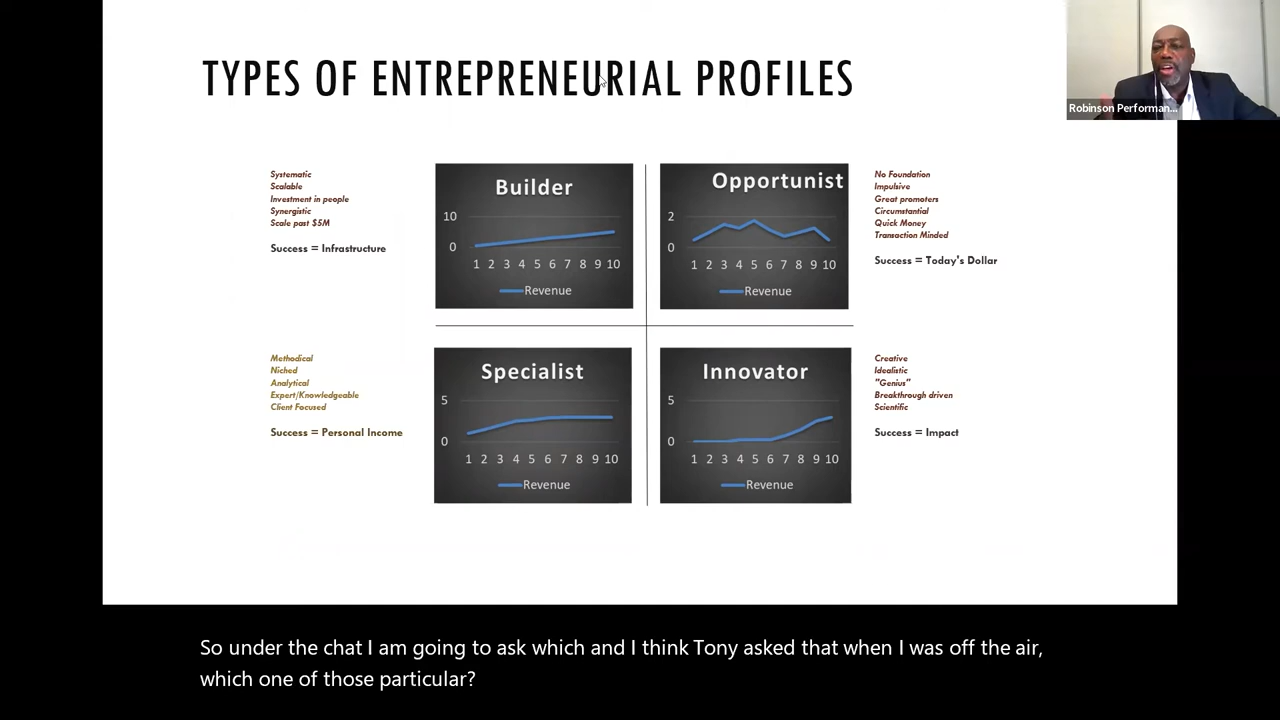 TYPES OF ENTREPRENEURIAL PROFILES
Robinson Performan...
Systematic
Scalable
Investment in people
Synergistic
Scale past $5M
Success = Infrastructure
Builder
10
0
1 2 3 4 5 6 7 8 9 10
Revenue
Opportunist
2
0
1 2 3 4 5 6 7 8 9 10
Revenue
No Foundation
Impulsive
Great promoters
Circumstantial
Quick Money
Transaction Minded
Success = Today's Dollar
Methodical
Niched
Analytical
Expert/Knowledgeable
Client Focused
Success = Personal Income
Specialist
5
0
1 2 3 4 5 6 7 8 9 10
Revenue
Innovator
5
0
1 2 3 4 5 6 7 8 9 10
Revenue
Creative
Idealistic
"Genius"
Breakthrough driven
Scientific
Success = Impact
So under the chat I am going to ask which and I think Tony asked that when I was off the air,
which one of those particular?